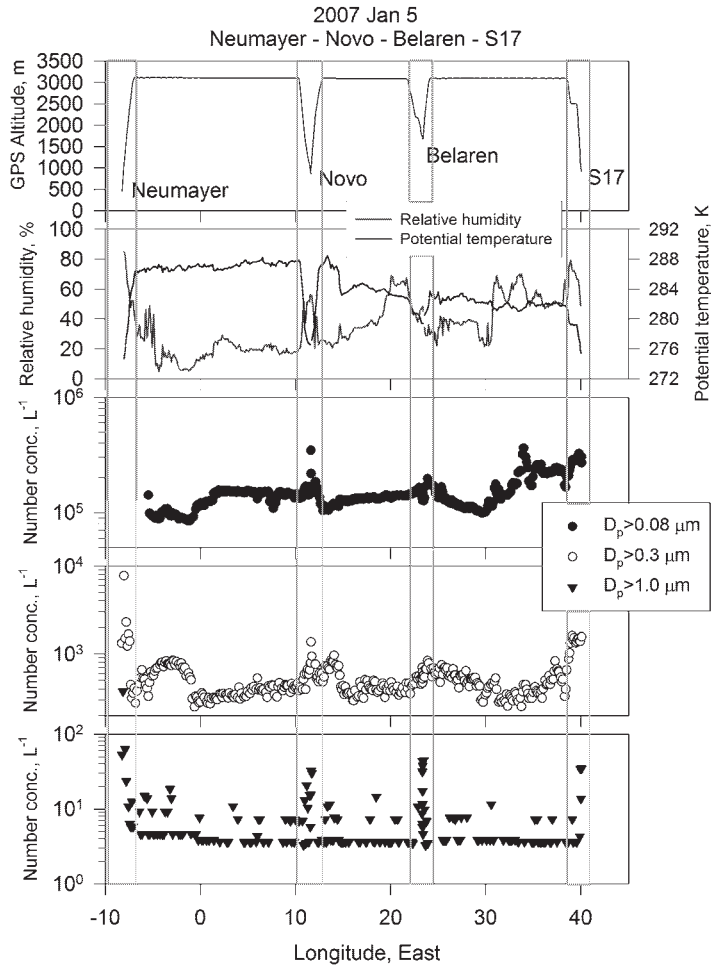 2007 Jan 5
Neumayer - Novo - Belaren - S17
GPS Altitude, m
3500
3000
2500
2000
1500
1000
500
0
Neumayer
Novo
Belaren
S17
Relative humidity, %
100
80
60
40
20
0
Relative humidity
Potential temperature
292
288
284
280
276
272
Potential temperature, K
Number conc., L⁻¹
10⁶
10⁵
Dₚ>0.08 μm
Dₚ>0.3 μm
Dₚ>1.0 μm
Number conc., L⁻¹
10⁴
10³
Number conc., L⁻¹
10²
10¹
10⁰
-10 0 10 20 30 40
Longitude, East